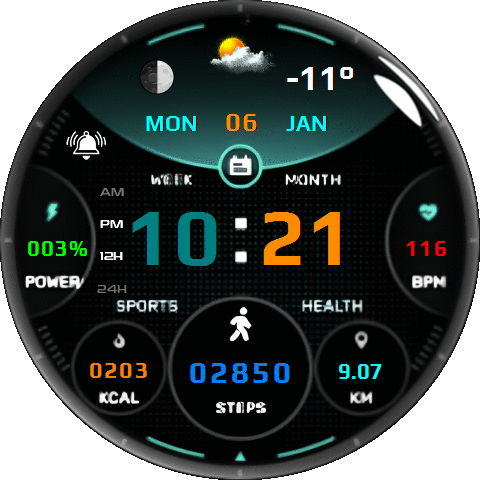 -11°
MON 06 JAN
WEEK MONTH
AM
PM
12H
24H
10:21
003%
POWER
116
BPM
SPORTS HEALTH
0203
KCAL
02850
STEPS
9.07
KM